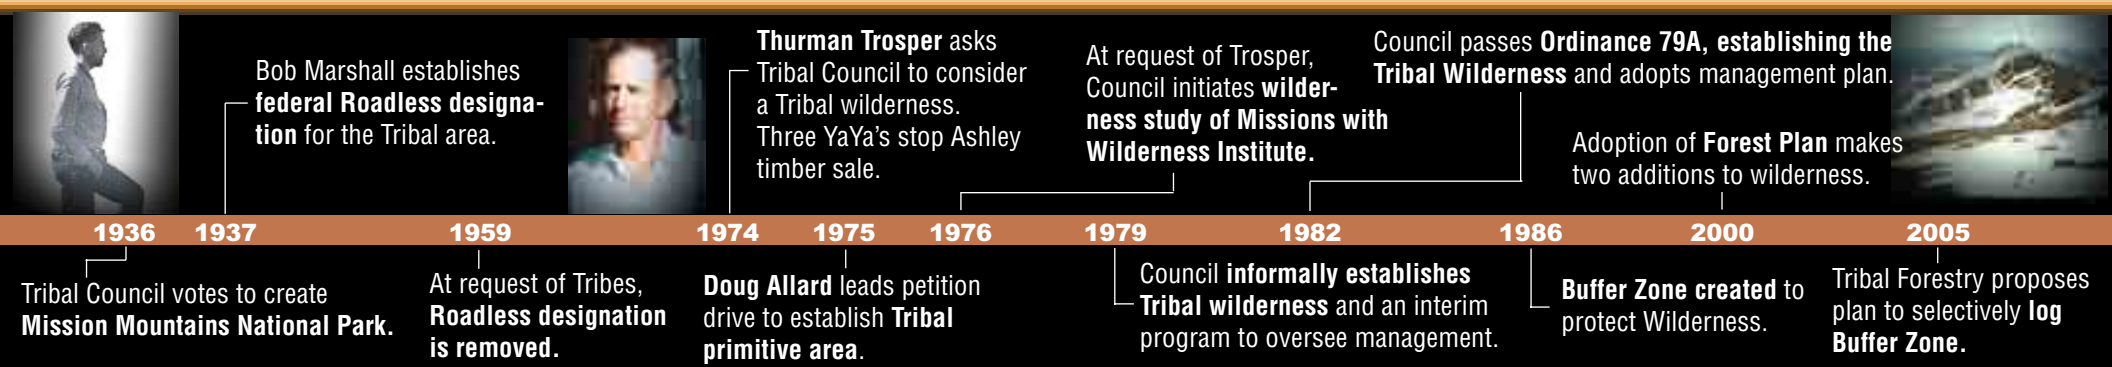 Bob Marshall establishes
federal Roadless designa-
tion for the Tribal area.
Thurman Trosper asks
Tribal Council to consider
a Tribal wilderness.
Three YaYa's stop Ashley
timber sale.
At request of Trosper,
Council initiates wilder-
ness study of Missions with
Wilderness Institute.
Council passes Ordinance 79A, establishing the
Tribal Wilderness and adopts management plan.
Adoption of Forest Plan makes
two additions to wilderness.
1936 1937 1959 1974 1975 1976 1979 1982 1986 2000 2005
Tribal Council votes to create
Mission Mountains National Park.
At request of Tribes,
Roadless designation
is removed.
Doug Allard leads petition
drive to establish Tribal
primitive area.
Council informally establishes
Tribal wilderness and an interim
program to oversee management.
Buffer Zone created to
protect Wilderness.
Tribal Forestry proposes
plan to selectively log
Buffer Zone.